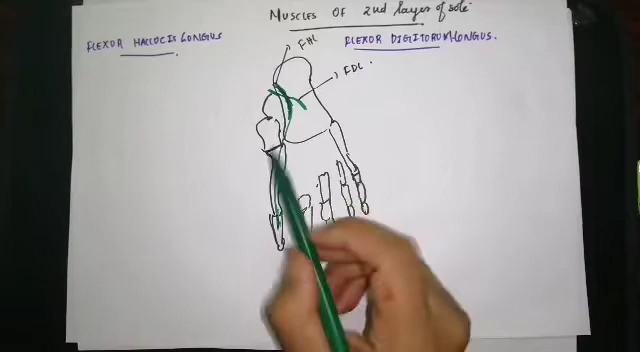 MUSCLES OF 2nd layer of sole
FLEXOR HALLUCIS LONGUS
FLEXOR DIGITORUM LONGUS.
FHL
FDL.